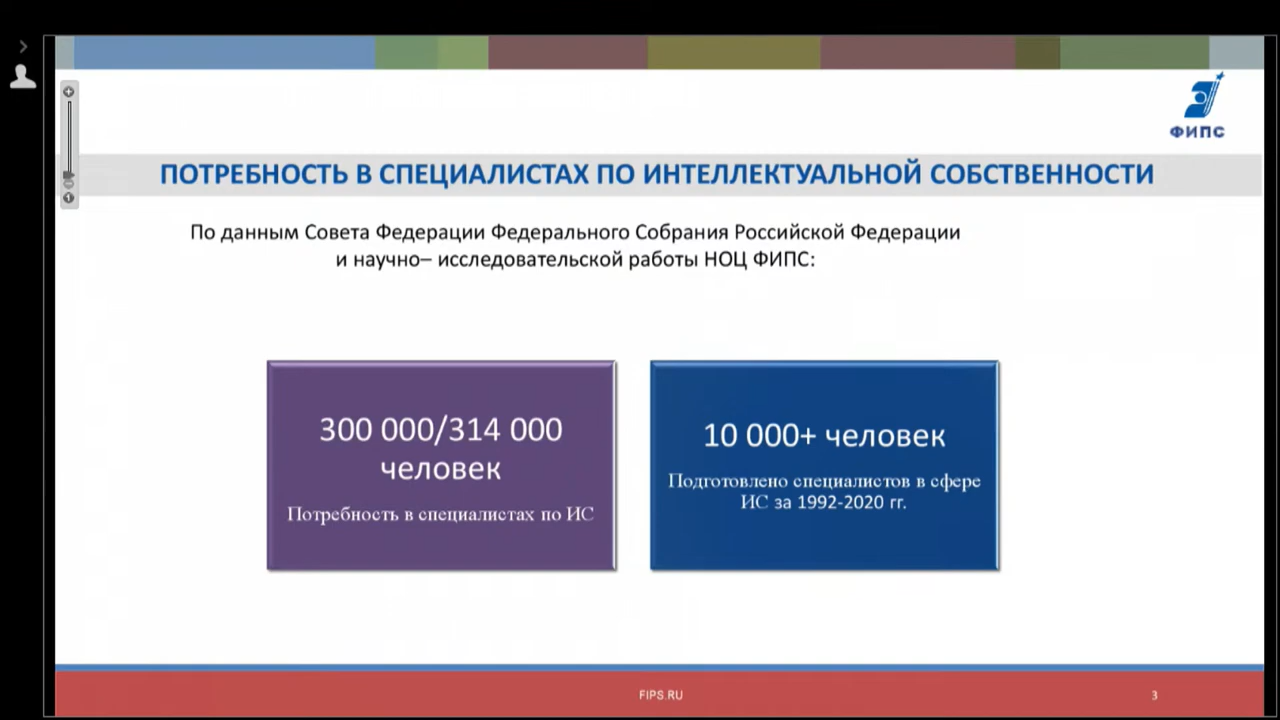 ФИПС
ПОТРЕБНОСТЬ В СПЕЦИАЛИСТАХ ПО ИНТЕЛЛЕКТУАЛЬНОЙ СОБСТВЕННОСТИ
По данным Совета Федерации Федерального Собрания Российской Федерации
и научно– исследовательской работы НОЦ ФИПС:
300 000/314 000
человек
Потребность в специалистах по ИС
10 000+ человек
Подготовлено специалистов в сфере
ИС за 1992-2020 гг.
FIPS.RU
3